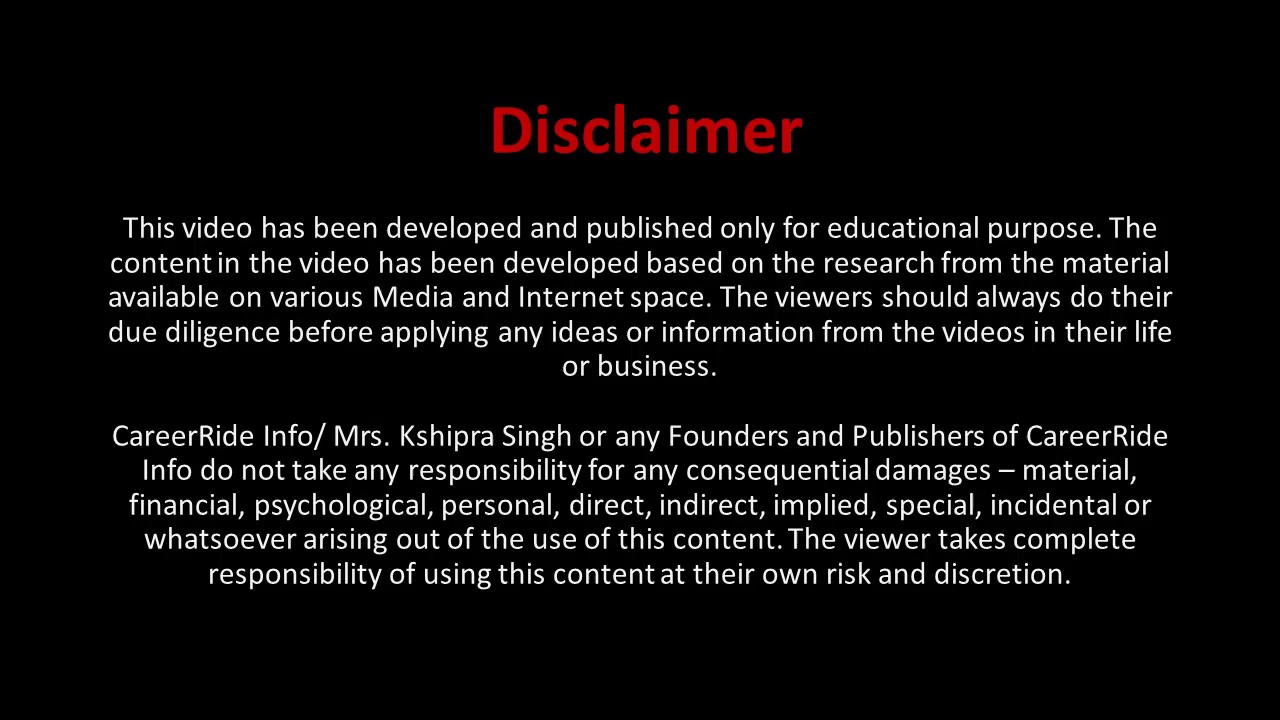 Disclaimer
This video has been developed and published only for educational purpose. The
content in the video has been developed based on the research from the material
available on various Media and Internet space. The viewers should always do their
due diligence before applying any ideas or information from the videos in their life
or business.
CareerRide Info/ Mrs. Kshipra Singh or any Founders and Publishers of CareerRide
Info do not take any responsibility for any consequential damages – material,
financial, psychological, personal, direct, indirect, implied, special, incidental or
whatsoever arising out of the use of this content. The viewer takes complete
responsibility of using this content at their own risk and discretion.